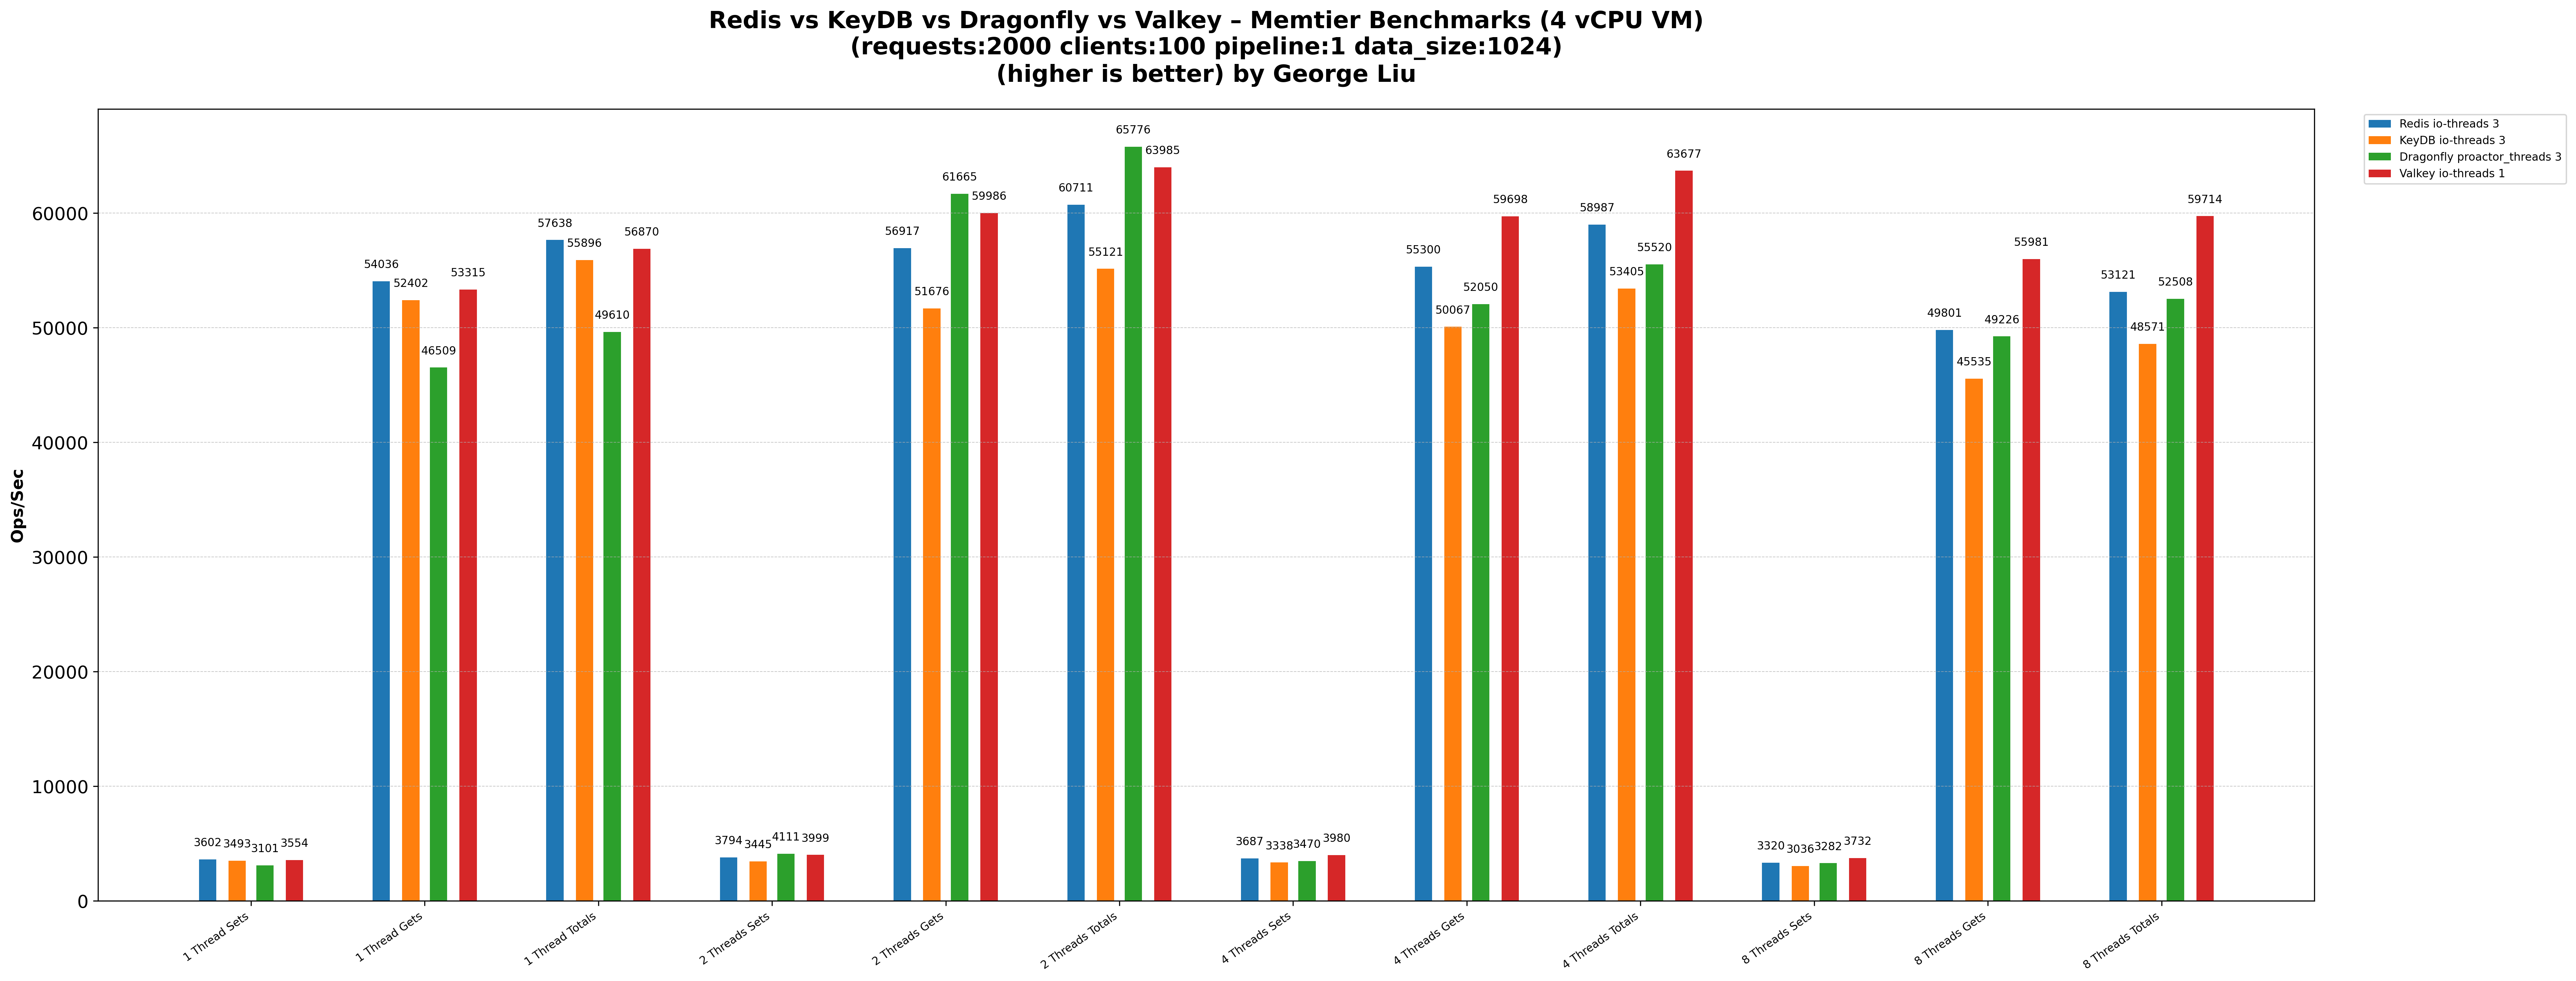 Redis vs KeyDB vs Dragonfly vs Valkey – Memtier Benchmarks (4 vCPU VM)
(requests:2000 clients:100 pipeline:1 data_size:1024)
(higher is better) by George Liu
Redis io-threads 3
KeyDB io-threads 3
Dragonfly proactor_threads 3
Valkey io-threads 1
Ops/Sec
60000
50000
40000
30000
20000
10000
0
3602 3493 3101 3554
54036 52402 46509 53315
57638 55896 49610 56870
3794 3445 4111 3999
56917 51676 61665 59986
60711 55121 65776 63985
3687 3338 3470 3980
55300 50067 52050 59698
58987 53405 55520 63677
3320 3036 3282 3732
49801 45535 49226 55981
53121 48571 52508 59714
1 Thread Sets
1 Thread Gets
1 Thread Totals
2 Threads Sets
2 Threads Gets
2 Threads Totals
4 Threads Sets
4 Threads Gets
4 Threads Totals
8 Threads Sets
8 Threads Gets
8 Threads Totals